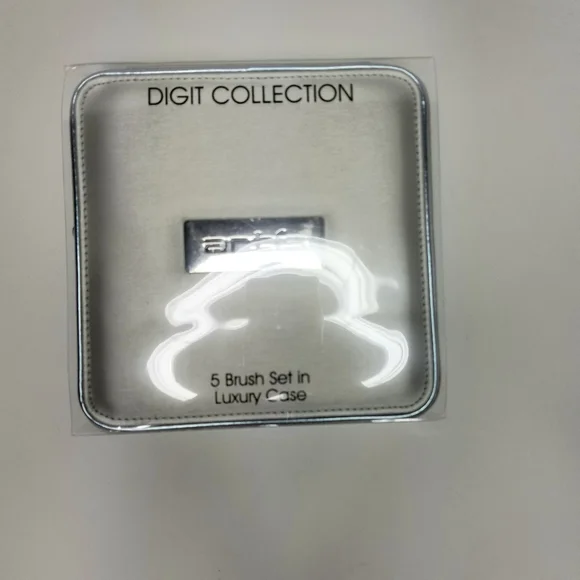 DIGIT COLLECTION
5 Brush Set in
Luxury Case